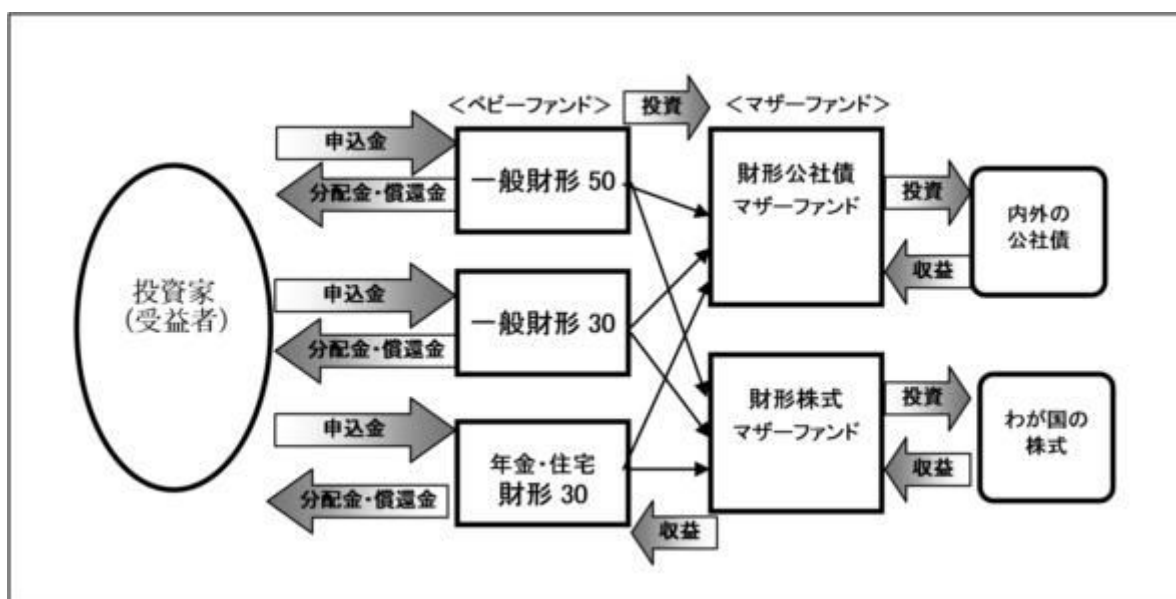 <ベビーファンド>
投資
<マザーファンド>
申込金
分配金・償還金
一般財形 50
財形公社債
マザーファンド
投資
収益
内外の
公社債
投資家
(受益者)
申込金
分配金・償還金
一般財形 30
申込金
分配金・償還金
年金・住宅
財形 30
財形株式
マザーファンド
投資
収益
わが国の
株式
収益